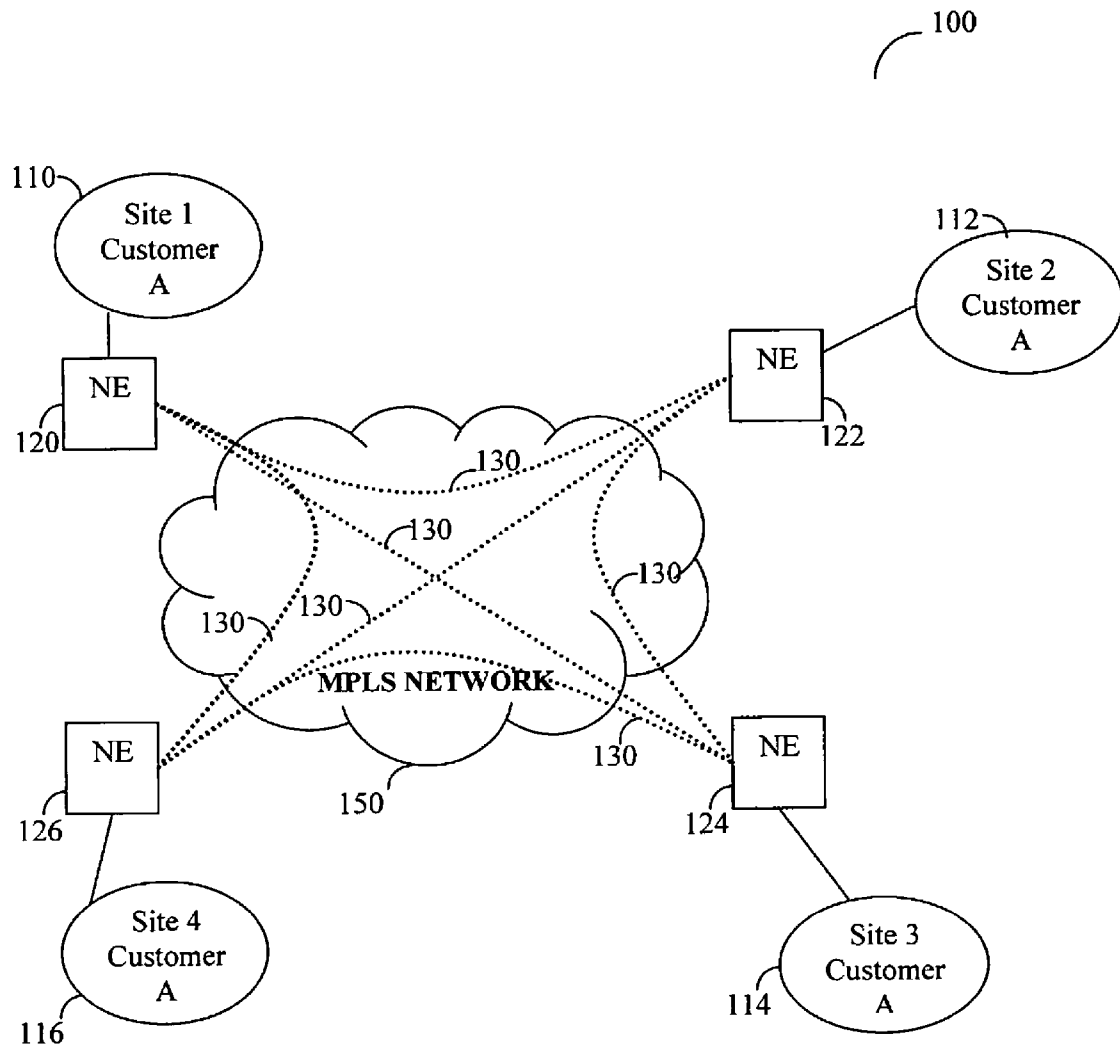 100
110
Site 1
Customer
A
112
Site 2
Customer
A
NE
120
NE
122
130
130
130
130
130
MPLS NETWORK
130
NE
126
150
NE
124
Site 4
Customer
A
116
Site 3
Customer
A
114